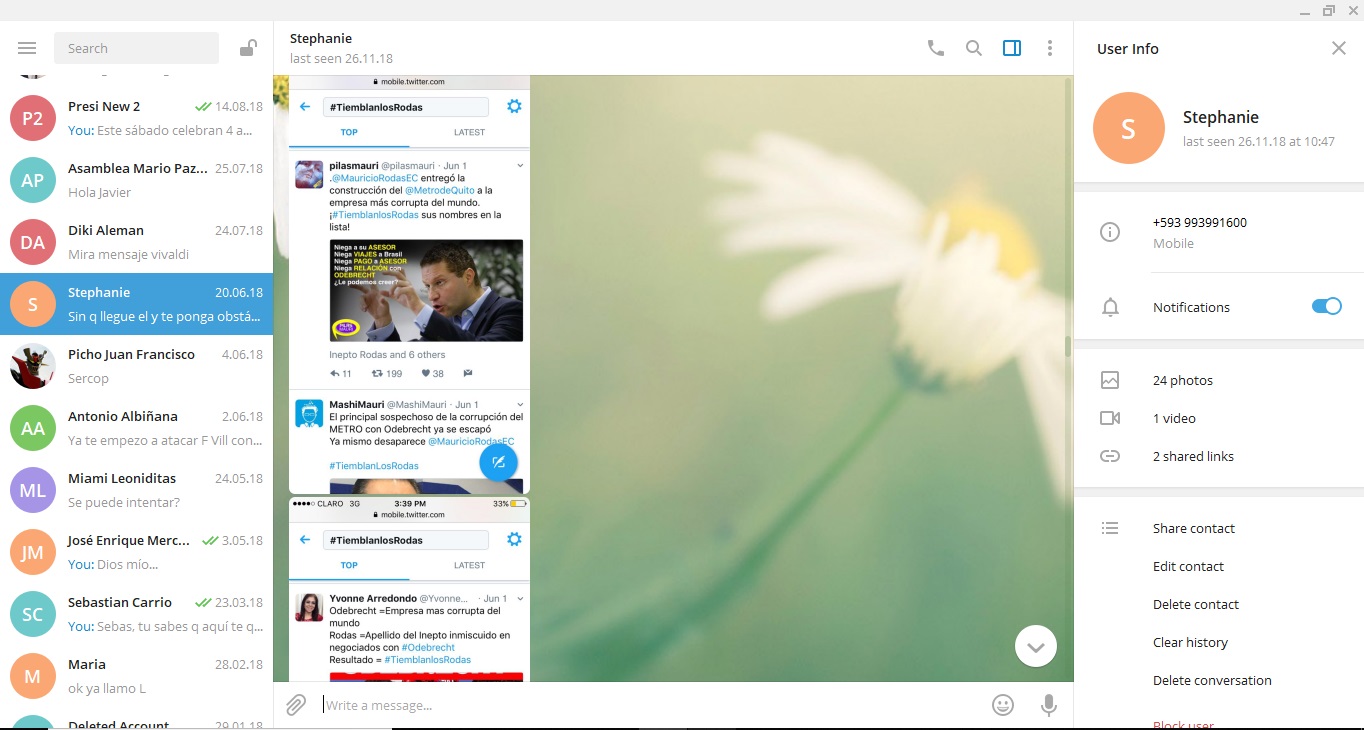 Search
Presi New 2
14.08.18
You: Este sábado celebran 4 a...
Asamblea Mario Paz...
25.07.18
Hola Javier
Diki Aleman
24.07.18
Mira mensaje vivaldi
Stephanie
20.06.18
Sin q llegue el y te ponga obstá...
Picho Juan Francisco
4.06.18
Sercop
Antonio Albiñana
2.06.18
Ya te empezo a atacar F Vill con...
Miami Leoniditas
24.05.18
Se puede intentar?
José Enrique Merc...
3.05.18
You: Dios mío...
Sebastian Carrio
23.03.18
You: Sebas, tu sabes q aquí te q...
Maria
28.02.18
ok ya llamo L
Deleted Account
29.01.18
P2
AP
DA
S
AA
ML
JM
SC
M
Stephanie
last seen 26.11.18
mobile.twitter.com
#TiemblanlosRodas
TOP
LATEST
pilasmauri @pilasmauri · Jun 1
.@MauricioRodasEC entregó la
construcción del @MetrodeQuito a la
empresa más corrupta del mundo.
¡#TiemblanlosRodas sus nombres en la
lista!
Niega a su ASESOR
Niega VIAJES a Brasil
Niega PAGO a ASESOR
Niega RELACIÓN con
ODEBRECHT
¿Le podemos creer?
Inepto Rodas and 6 others
11
199
38
MashiMauri @MashiMauri · Jun 1
El principal sospechoso de la corrupción del
METRO con Odebrecht ya se escapó
Ya mismo desaparece @MauricioRodasEC
#TiemblanLosRodas
CLARO 3G
3:39 PM
33%
mobile.twitter.com
#TiemblanlosRodas
TOP
LATEST
Yvonne Arredondo @Yvonne... · Jun 1
Odebrecht =Empresa mas corrupta del
mundo
Rodas =Apellido del Inepto inmiscuido en
negociados con #Odebrecht
Resultado = #TiemblanlosRodas
Write a message...
User Info
S
Stephanie
last seen 26.11.18 at 10:47
+593 993991600
Mobile
Notifications
24 photos
1 video
2 shared links
Share contact
Edit contact
Delete contact
Clear history
Delete conversation
Block user